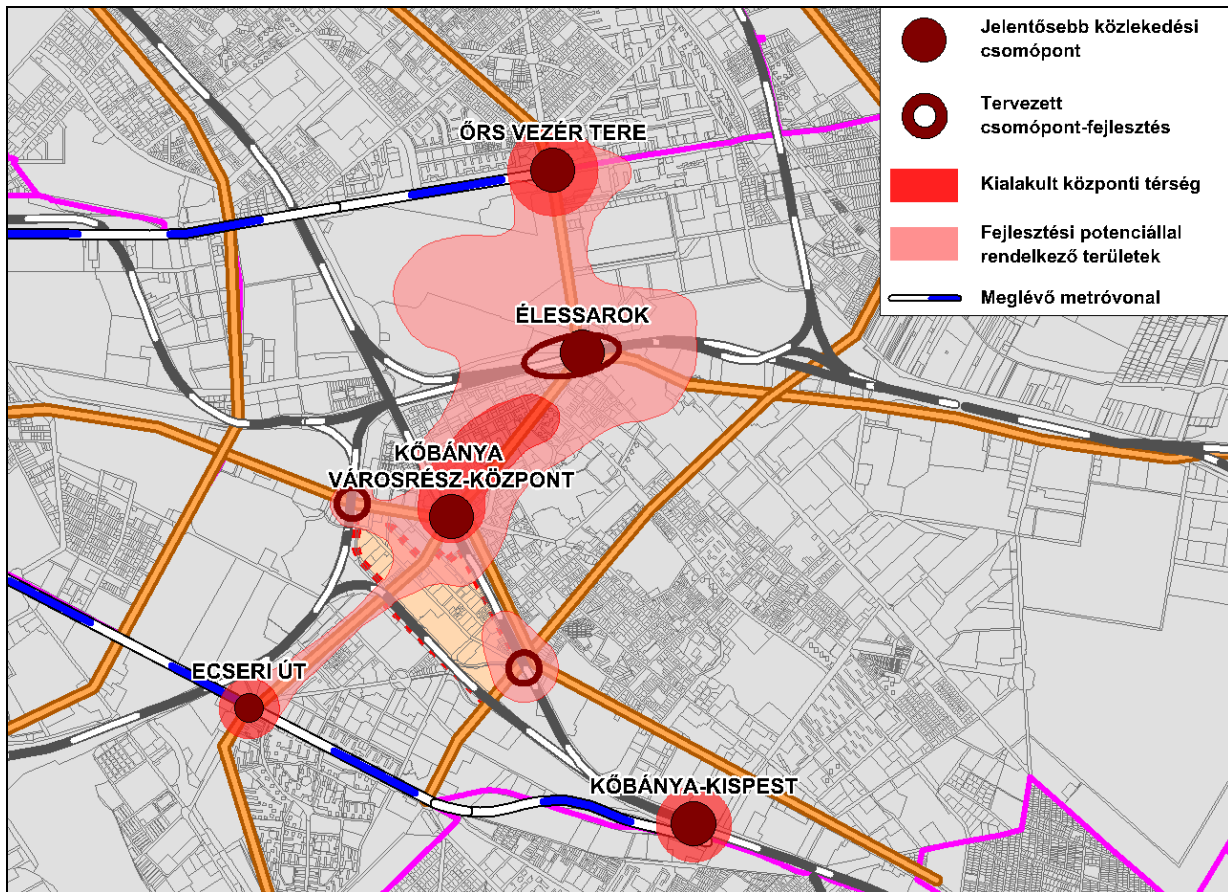 Jelentősebb közlekedési
csomópont
Tervezett
csomópont-fejlesztés
Kialakult központi térség
Fejlesztési potenciállal
rendelkező területek
Meglévő metróvonal
ŐRS VEZÉR TERE
ÉLESSAROK
KŐBÁNYA
VÁROSRÉSZ-KÖZPONT
ECSERI ÚT
KŐBÁNYA-KISPEST